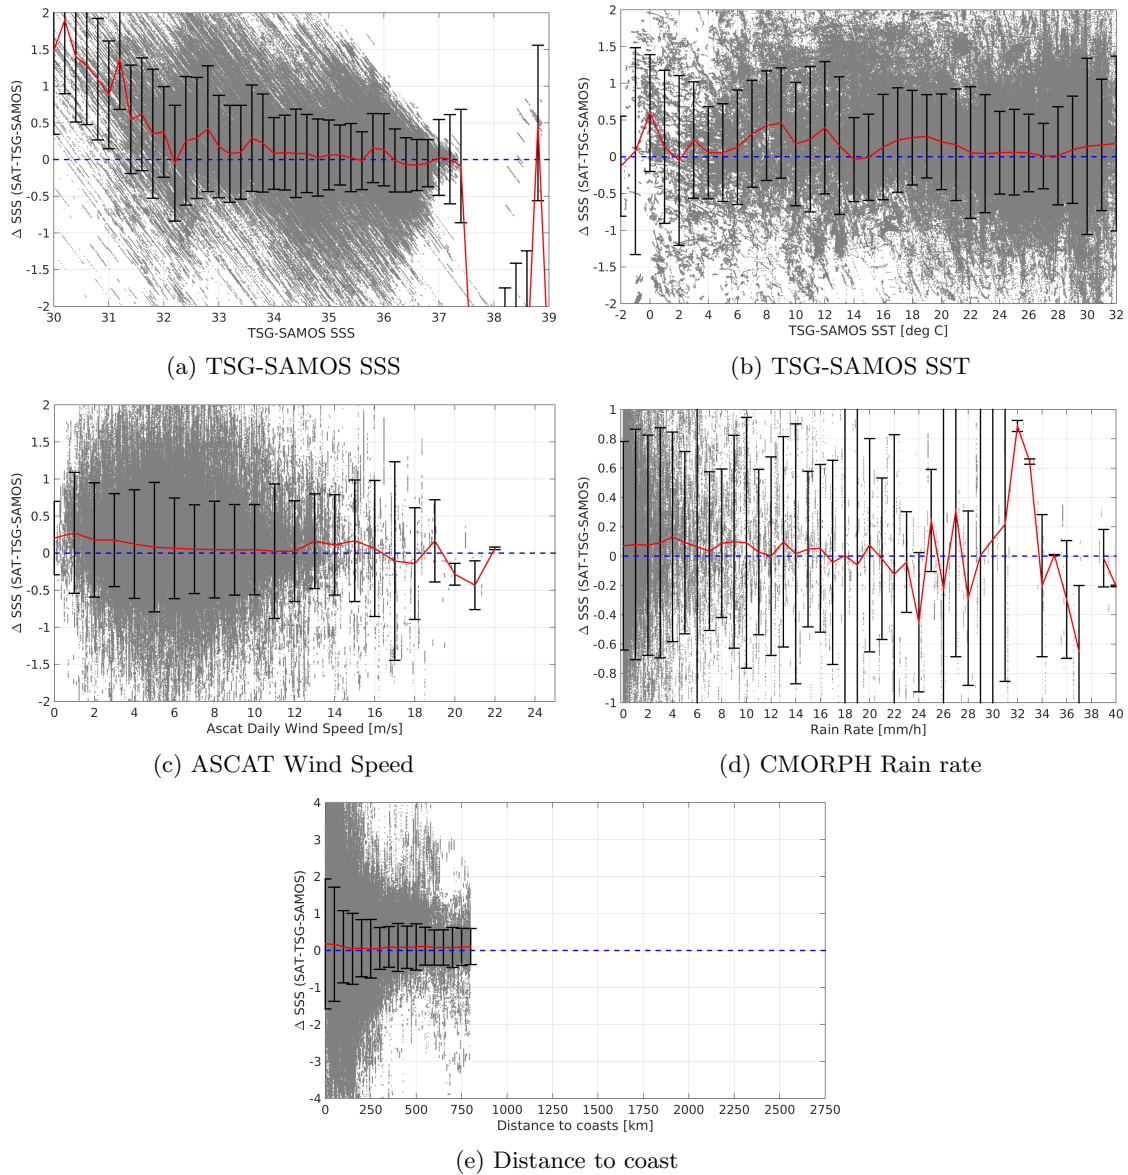 2
1.5
1
0.5
0
-0.5
-1
-1.5
-2
Δ SSS (SAT-TSG-SAMOS)
30 31 32 33 34 35 36 37 38 39
TSG-SAMOS SSS
(a) TSG-SAMOS SSS
2
1.5
1
0.5
0
-0.5
-1
-1.5
-2
Δ SSS (SAT-TSG-SAMOS)
-2 0 2 4 6 8 10 12 14 16 18 20 22 24 26 28 30 32
TSG-SAMOS SST [deg C]
(b) TSG-SAMOS SST
2
1.5
1
0.5
0
-0.5
-1
-1.5
-2
Δ SSS (SAT-TSG-SAMOS)
0 2 4 6 8 10 12 14 16 18 20 22 24
Ascat Daily Wind Speed [m/s]
(c) ASCAT Wind Speed
1
0.8
0.6
0.4
0.2
0
-0.2
-0.4
-0.6
-0.8
-1
Δ SSS (SAT-TSG-SAMOS)
0 2 4 6 8 10 12 14 16 18 20 22 24 26 28 30 32 34 36 38 40
Rain Rate [mm/h]
(d) CMORPH Rain rate
4
3
2
1
0
-1
-2
-3
-4
Δ SSS (SAT-TSG-SAMOS)
0 250 500 750 1000 1250 1500 1750 2000 2250 2500 2750
Distance to coasts [km]
(e) Distance to coast